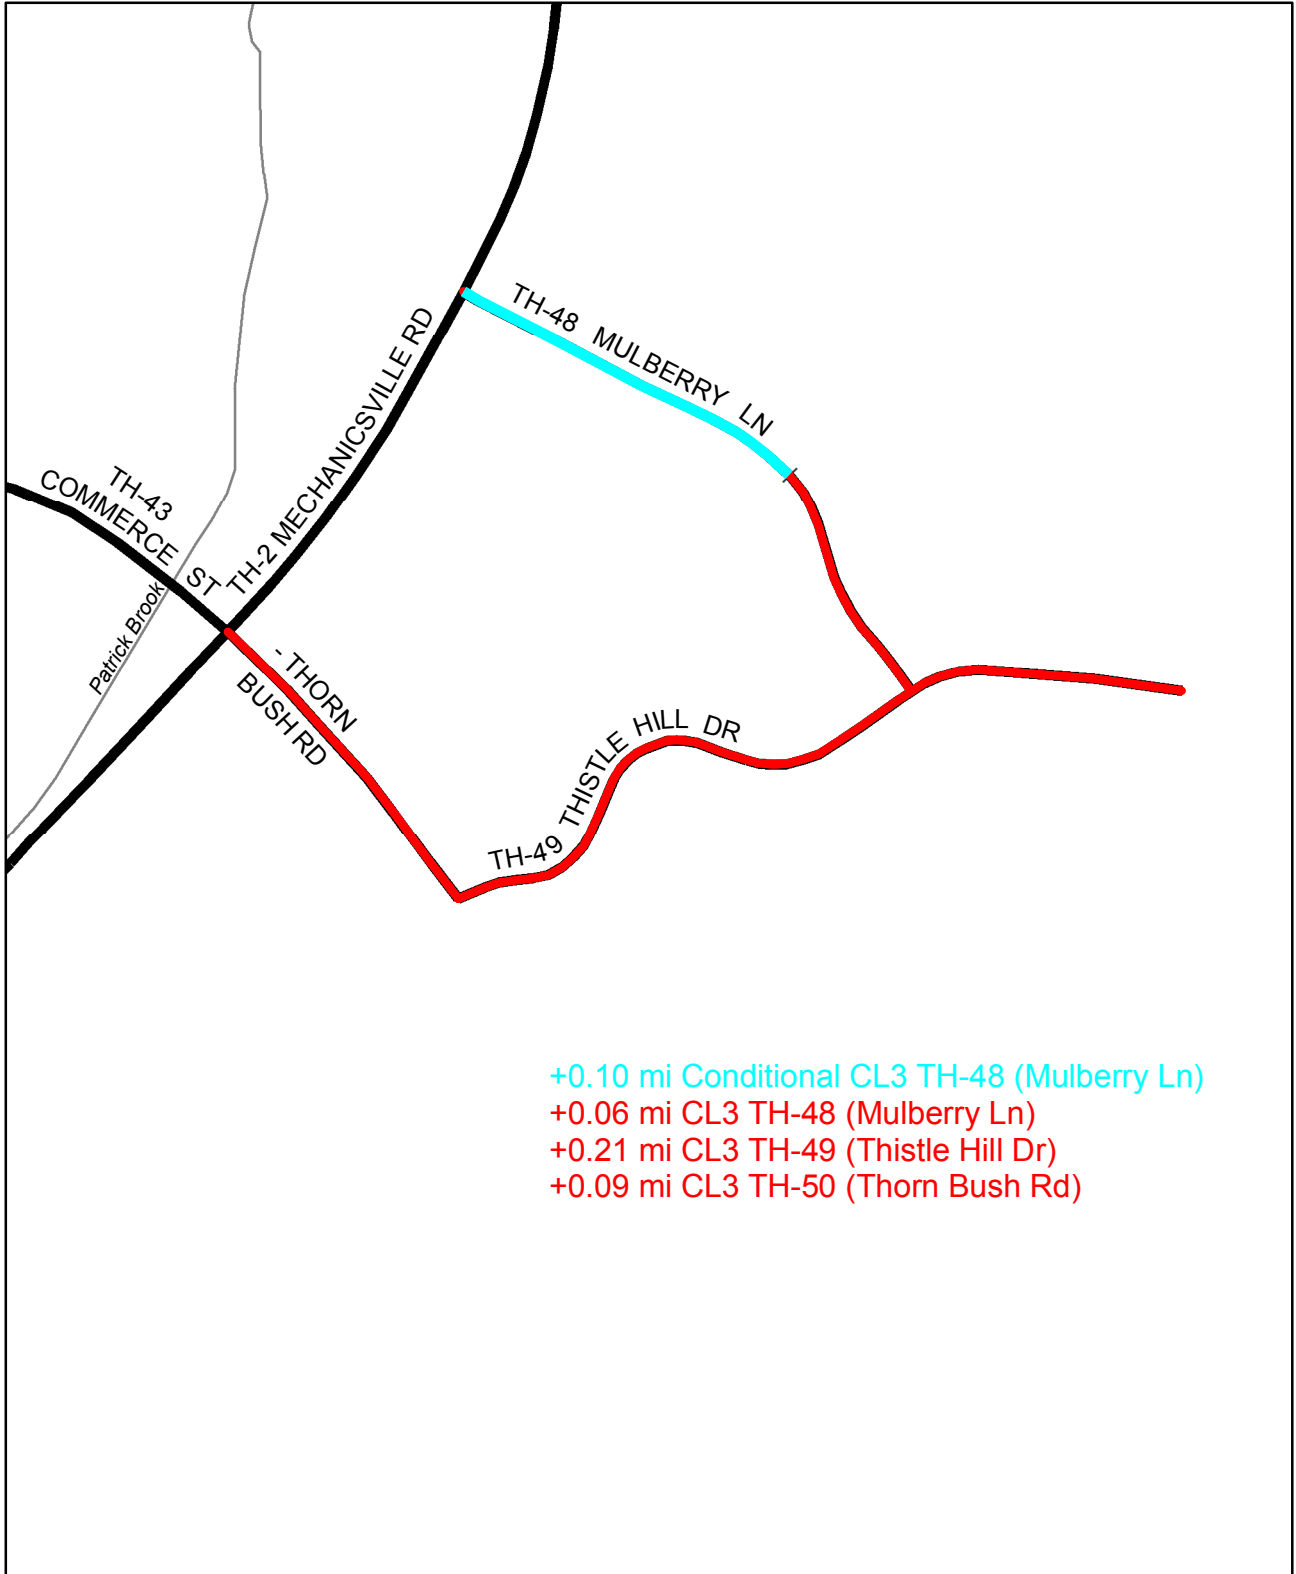 TH-48 MULBERRY LN
TH-2 MECHANICSVILLE RD
TH-43
COMMERCE ST
Patrick Brook
- THORN
BUSH RD
TH-49 THISTLE HILL DR
+0.10 mi Conditional CL3 TH-48 (Mulberry Ln)
+0.06 mi CL3 TH-48 (Mulberry Ln)
+0.21 mi CL3 TH-49 (Thistle Hill Dr)
+0.09 mi CL3 TH-50 (Thorn Bush Rd)